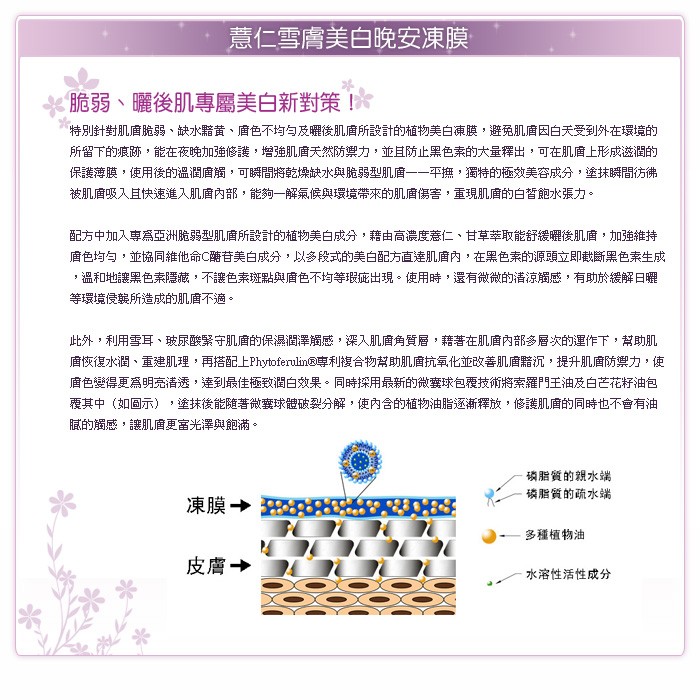 薏仁雪膚美白晚安凍膜
脆弱、曬後肌專屬美白新對策！
特別針對肌膚脆弱、缺水黯黃、膚色不均勻及曬後肌膚所設計的植物美白凍膜，避免肌膚因白天受到外在環境的
所留下的痕跡，能在夜晚加強修護，增強肌膚天然防禦力，並且防止黑色素的大量釋出，可在肌膚上形成滋潤的
保護薄膜，使用後的溫潤膚觸，可瞬間將乾燥缺水與脆弱型肌膚一一平撫，獨特的極效美容成分，塗抹瞬間彷彿
被肌膚吸入且快速進入肌膚內部，能夠一解氣候與環境帶來的肌膚傷害，重現肌膚的白皙飽水張力。
配方中加入專為亞洲脆弱型肌膚所設計的植物美白成分，藉由高濃度薏仁、甘草萃取能舒緩曬後肌膚，加強維持
膚色均勻，並協同維他命C醣苷美白成分，以多段式的美白配方直達肌膚內，在黑色素的源頭立即截斷黑色素生成
，溫和地讓黑色素隱藏，不讓色素斑點與膚色不均等瑕疵出現。使用時，還有微微的清涼觸感，有助於緩解日曬
等環境侵襲所造成的肌膚不適。
此外，利用雪耳、玻尿酸緊守肌膚的保濕潤澤觸感，深入肌膚角質層，藉著在肌膚內部多層次的運作下，幫助肌
膚恢復水潤、重建肌理，再搭配上Phytoferulin®專利複合物幫助肌膚抗氧化並改善肌膚黯沉，提升肌膚防禦力，使
膚色變得更為明亮清透，達到最佳極致潤白效果。同時採用最新的微囊球包覆技術將索羅門王油及白芒花籽油包
覆其中（如圖示），塗抹後能隨著微囊球體破裂分解，使內含的植物油脂逐漸釋放，修護肌膚的同時也不會有油
膩的觸感，讓肌膚更富光澤與飽滿。
磷脂質的親水端
磷脂質的疏水端
凍膜
多種植物油
皮膚
水溶性活性成分